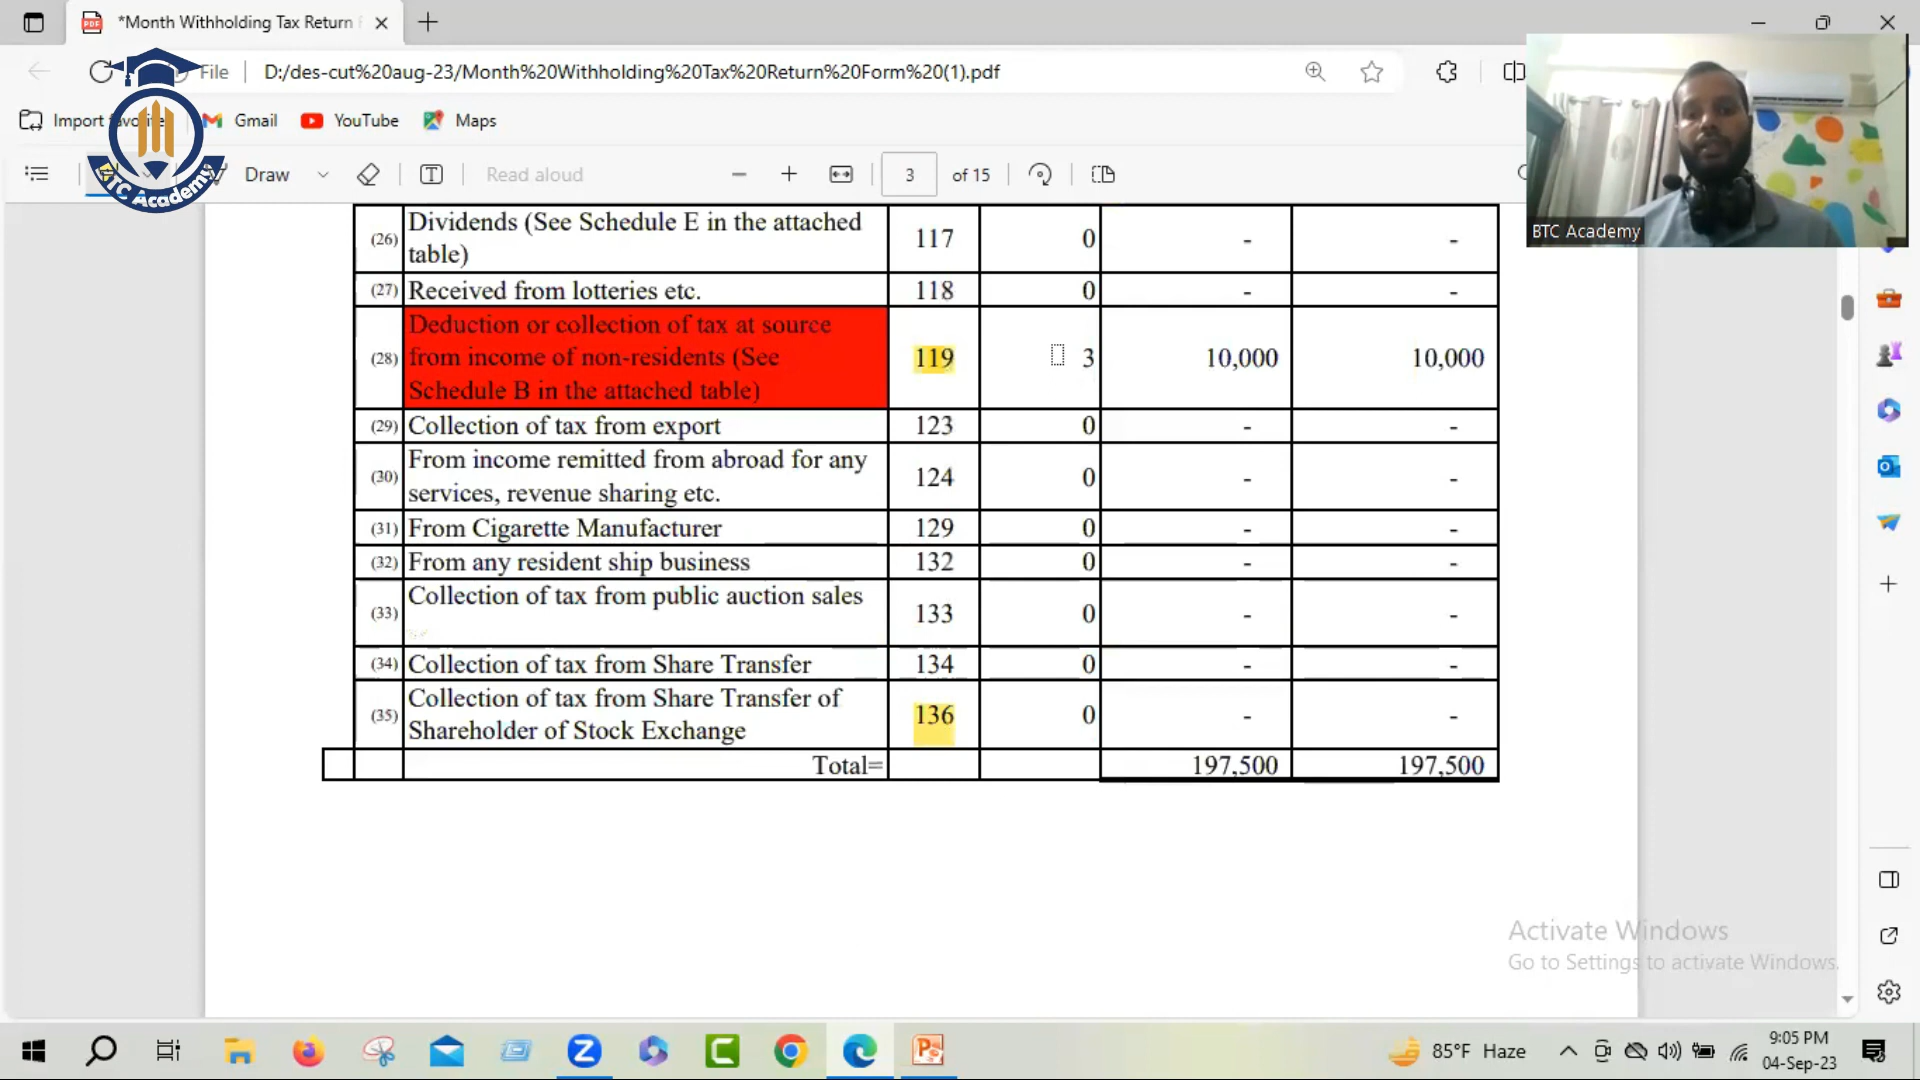 *Month Withholding Tax Return
File
D:/des-cut%20aug-23/Month%20Withholding%20Tax%20Return%20Form%20(1).pdf
Import favorites
Gmail
YouTube
Maps
BTC Academy
Draw
Read aloud
3
of 15
BTC Academy
(26) Dividends (See Schedule E in the attached table) 117 0 - -
(27) Received from lotteries etc. 118 0 - -
(28) Deduction or collection of tax at source from income of non-residents (See Schedule B in the attached table) 119 3 10,000 10,000
(29) Collection of tax from export 123 0 - -
(30) From income remitted from abroad for any services, revenue sharing etc. 124 0 - -
(31) From Cigarette Manufacturer 129 0 - -
(32) From any resident ship business 132 0 - -
(33) Collection of tax from public auction sales 133 0 - -
(34) Collection of tax from Share Transfer 134 0 - -
(35) Collection of tax from Share Transfer of Shareholder of Stock Exchange 136 0 - -
Total= 197,500 197,500
Activate Windows
Go to Settings to activate Windows.
85°F Haze
9:05 PM
04-Sep-23